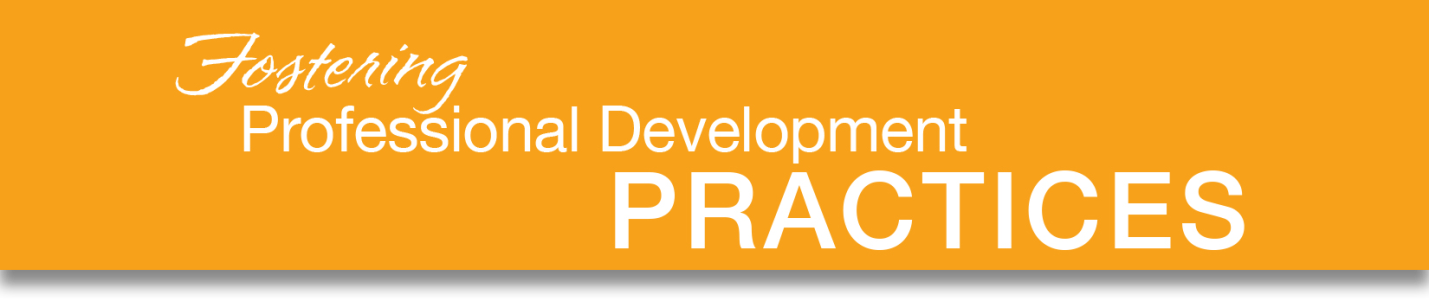 Fostering
Professional Development
PRACTICES